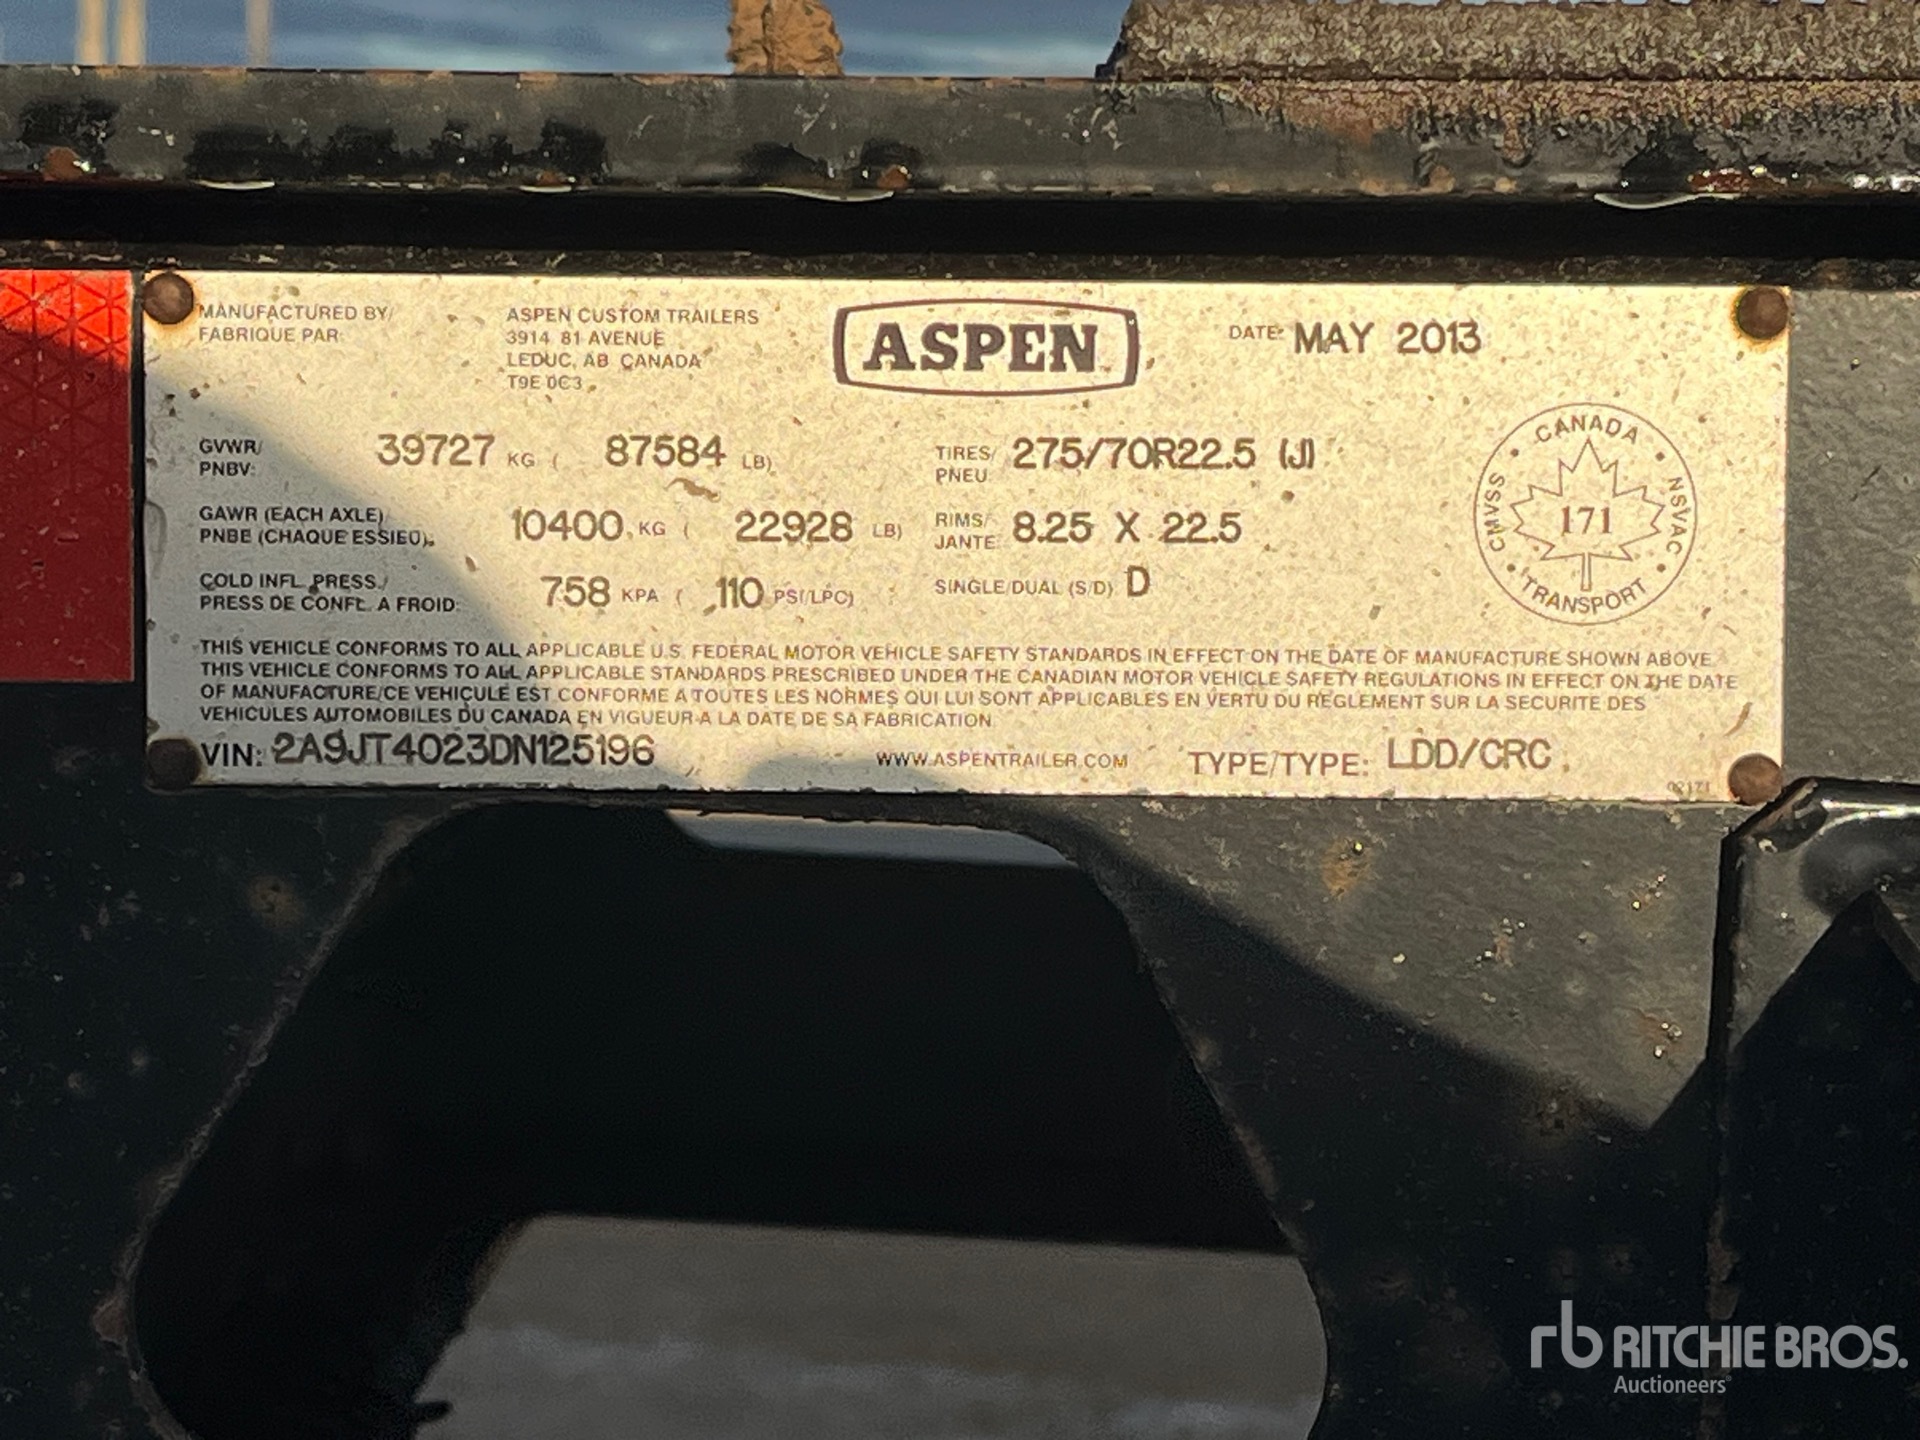 MANUFACTURED BY/ ASPEN CUSTOM TRAILERS
FABRIQUE PAR: 3914 81 AVENUE
LEDUC, AB CANADA
T9E 0C3
ASPEN
DATE: MAY 2013
GVWR/ 39727 KG ( 87584 LB)
PNBV:
TIRES/ 275/70R22.5 (J)
PNEU
GAWR (EACH AXLE) 10400 KG ( 22928 LB)
PNBE (CHAQUE ESSIEU):
RIMS/ 8.25 X 22.5
JANTE
COLD INFL. PRESS./ 758 KPA ( 110 PSI/LPC)
PRESS DE CONFL. A FROID:
SINGLE/DUAL (S/D) D
CANADA
CMVSS
171
NSVAC
TRANSPORT
THIS VEHICLE CONFORMS TO ALL APPLICABLE U.S. FEDERAL MOTOR VEHICLE SAFETY STANDARDS IN EFFECT ON THE DATE OF MANUFACTURE SHOWN ABOVE.
THIS VEHICLE CONFORMS TO ALL APPLICABLE STANDARDS PRESCRIBED UNDER THE CANADIAN MOTOR VEHICLE SAFETY REGULATIONS IN EFFECT ON THE DATE
OF MANUFACTURE/CE VEHICULE EST CONFORME A TOUTES LES NORMES QUI LUI SONT APPLICABLES EN VERTU DU REGLEMENT SUR LA SECURITE DES
VEHICULES AUTOMOBILES DU CANADA EN VIGUEUR A LA DATE DE SA FABRICATION.
VIN: 2A9JT4023DN125196
WWW.ASPENTRAILER.COM
TYPE/TYPE: LDD/CRC
02171
rb RITCHIE BROS.
Auctioneers